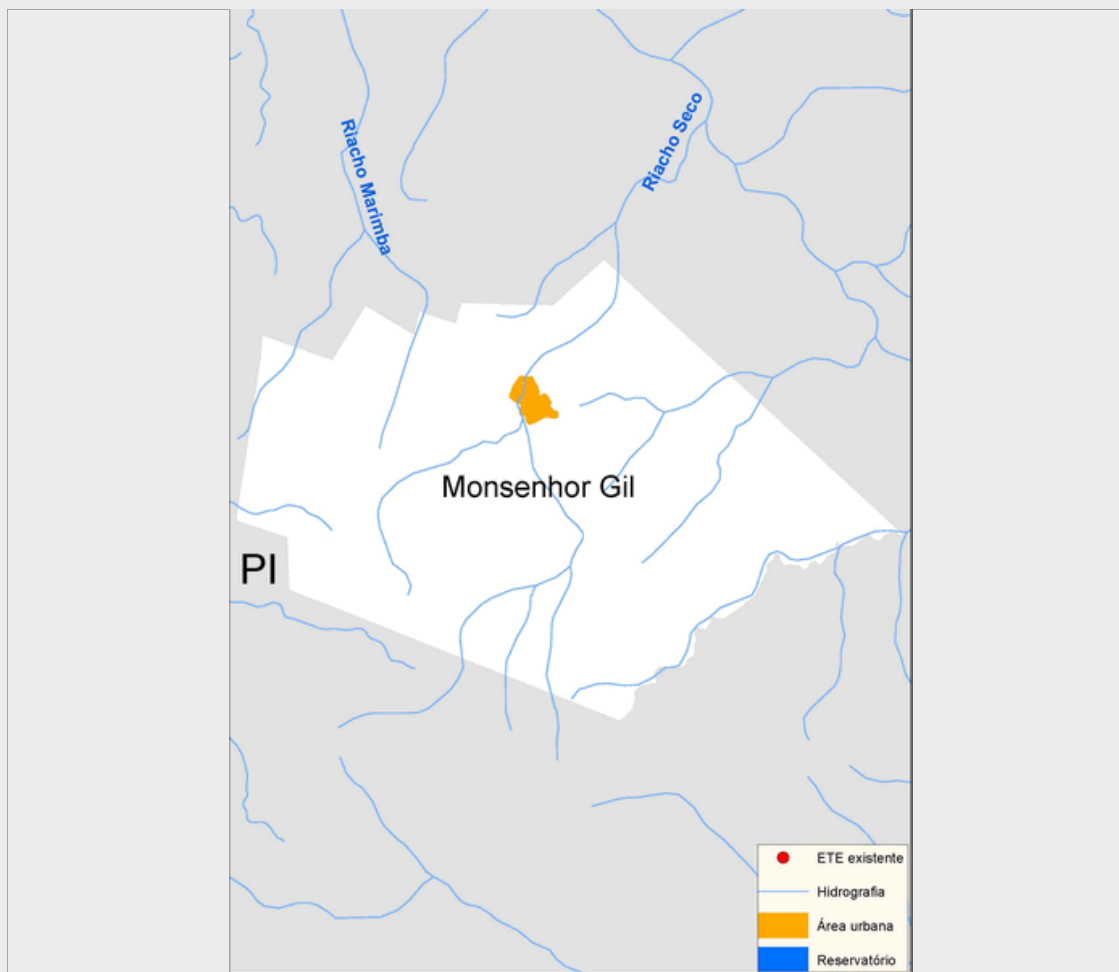 Riacho Marimba
Riacho Seco
Monsenhor Gil
PI
ETE existente
Hidrografia
Área urbana
Reservatório